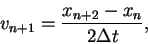 v_{n+1} = \frac{x_{n+2} - x_n}{2\Delta t},